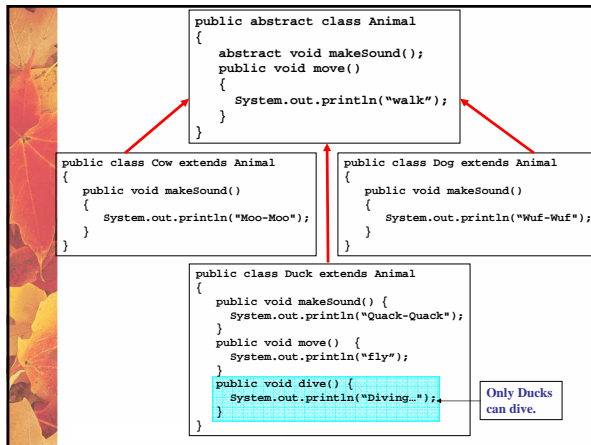 public abstract class Animal
{
abstract void makeSound();
public void move()
{
System.out.println(“walk”);
}
}
public class Cow extends Animal
{
public void makeSound()
{
System.out.println("Moo-Moo");
}
}
public class Dog extends Animal
{
public void makeSound()
{
System.out.println(“Wuf-Wuf");
}
}
public class Duck extends Animal
{
public void makeSound() {
System.out.println(“Quack-Quack");
}
public void move() {
System.out.println(“fly”);
}
public void dive() {
System.out.println(“Diving…");
}
}
Only Ducks
can dive.